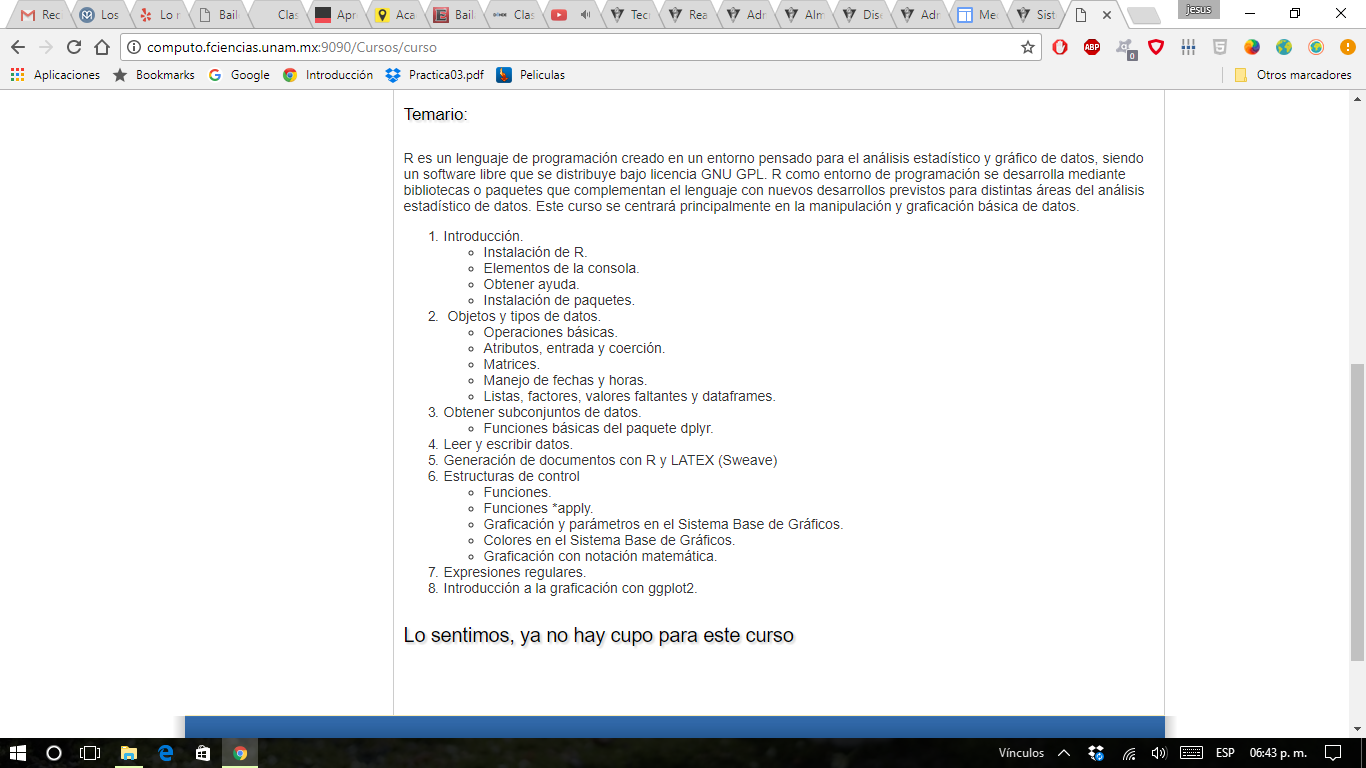 Rec
Los
Lo r
Bail
Clas
Apr
Aca
Bail
Clas
Tecr
Rea
Adr
Alm
Disc
Adr
Me
Sist
jesus
computo.fciencias.unam.mx:9090/Cursos/curso
ABP
0
Aplicaciones
Bookmarks
Google
Introducción
Practica03.pdf
Peliculas
Otros marcadores
Temario:
R es un lenguaje de programación creado en un entorno pensado para el análisis estadístico y gráfico de datos, siendo
un software libre que se distribuye bajo licencia GNU GPL. R como entorno de programación se desarrolla mediante
bibliotecas o paquetes que complementan el lenguaje con nuevos desarrollos previstos para distintas áreas del análisis
estadístico de datos. Este curso se centrará principalmente en la manipulación y graficación básica de datos.
1. Introducción.
Instalación de R.
Elementos de la consola.
Obtener ayuda.
Instalación de paquetes.
2. Objetos y tipos de datos.
Operaciones básicas.
Atributos, entrada y coerción.
Matrices.
Manejo de fechas y horas.
Listas, factores, valores faltantes y dataframes.
3. Obtener subconjuntos de datos.
Funciones básicas del paquete dplyr.
4. Leer y escribir datos.
5. Generación de documentos con R y LATEX (Sweave)
6. Estructuras de control
Funciones.
Funciones *apply.
Graficación y parámetros en el Sistema Base de Gráficos.
Colores en el Sistema Base de Gráficos.
Graficación con notación matemática.
7. Expresiones regulares.
8. Introducción a la graficación con ggplot2.
Lo sentimos, ya no hay cupo para este curso
Vínculos
ESP
06:43 p. m.